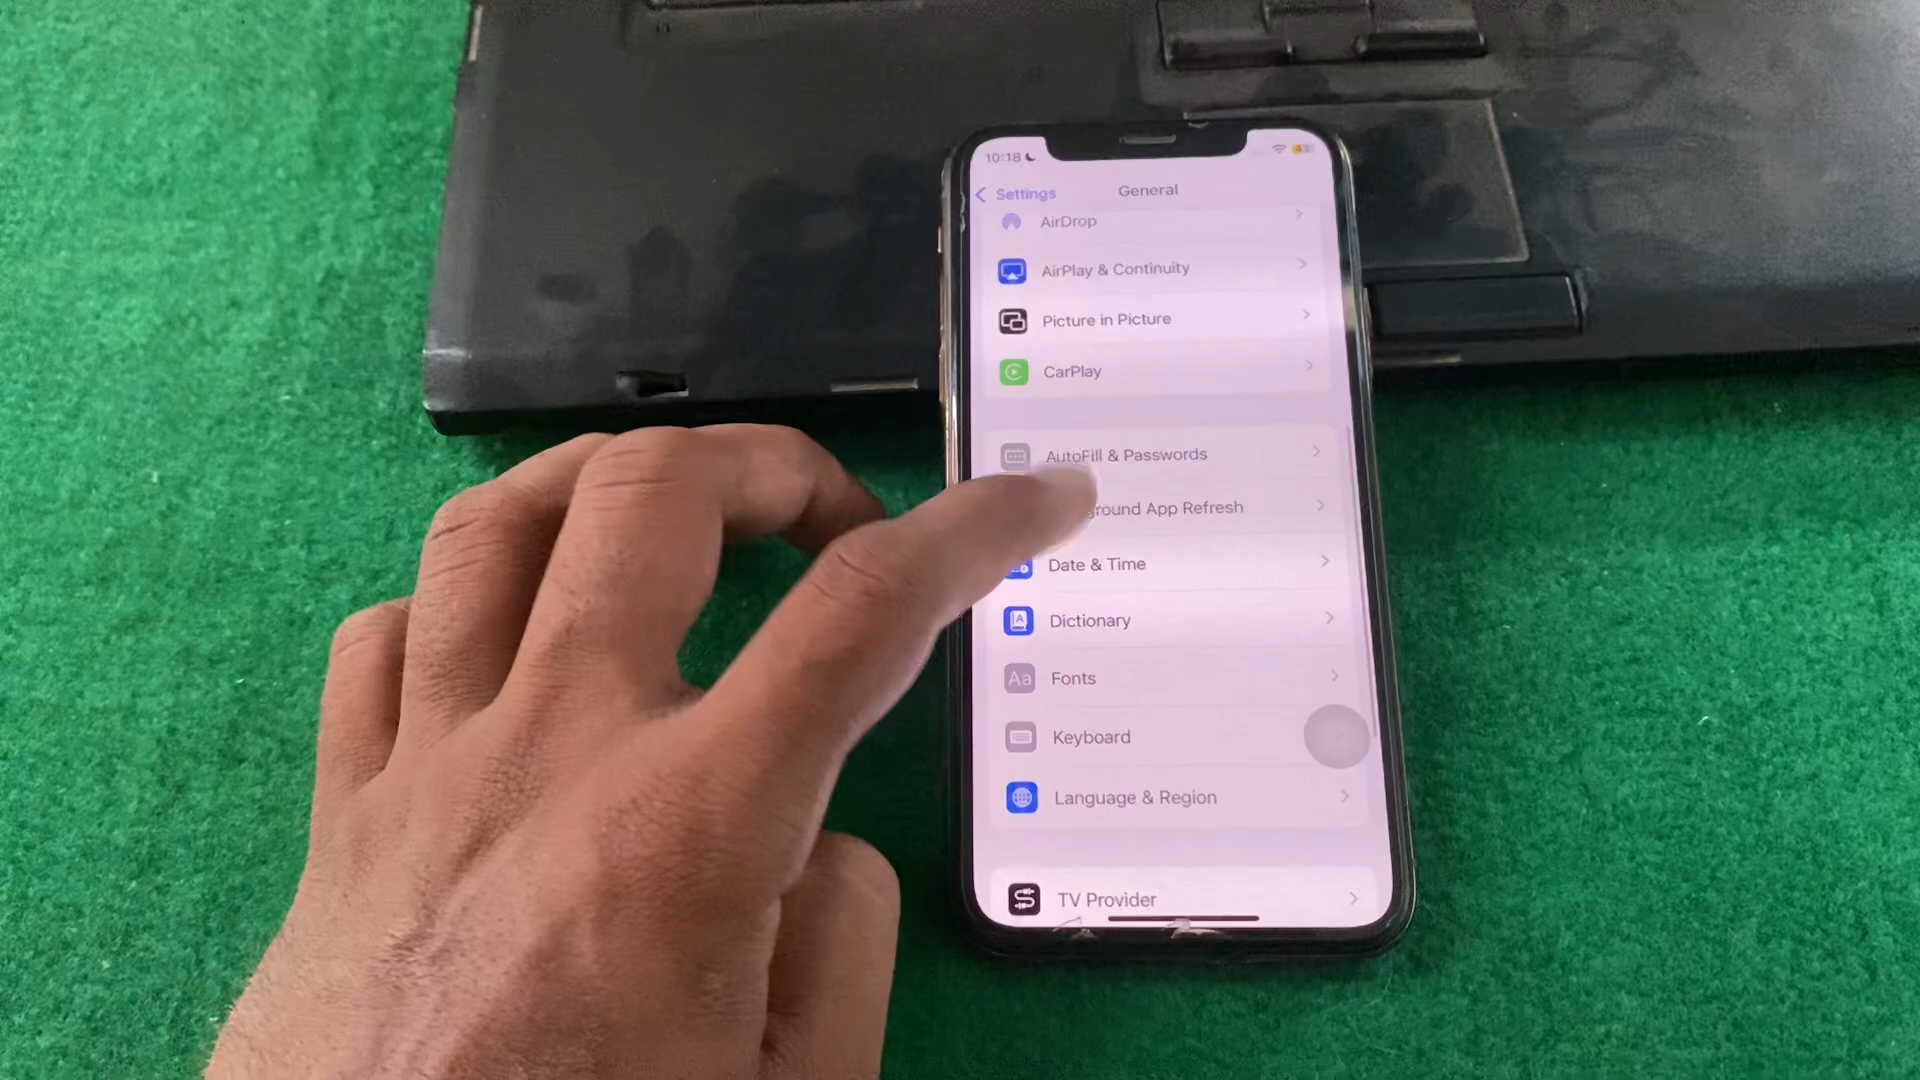 10:18
Settings
General
AirDrop
AirPlay & Continuity
Picture in Picture
CarPlay
AutoFill & Passwords
ground App Refresh
Date & Time
Dictionary
Aa
Fonts
Keyboard
Language & Region
TV Provider